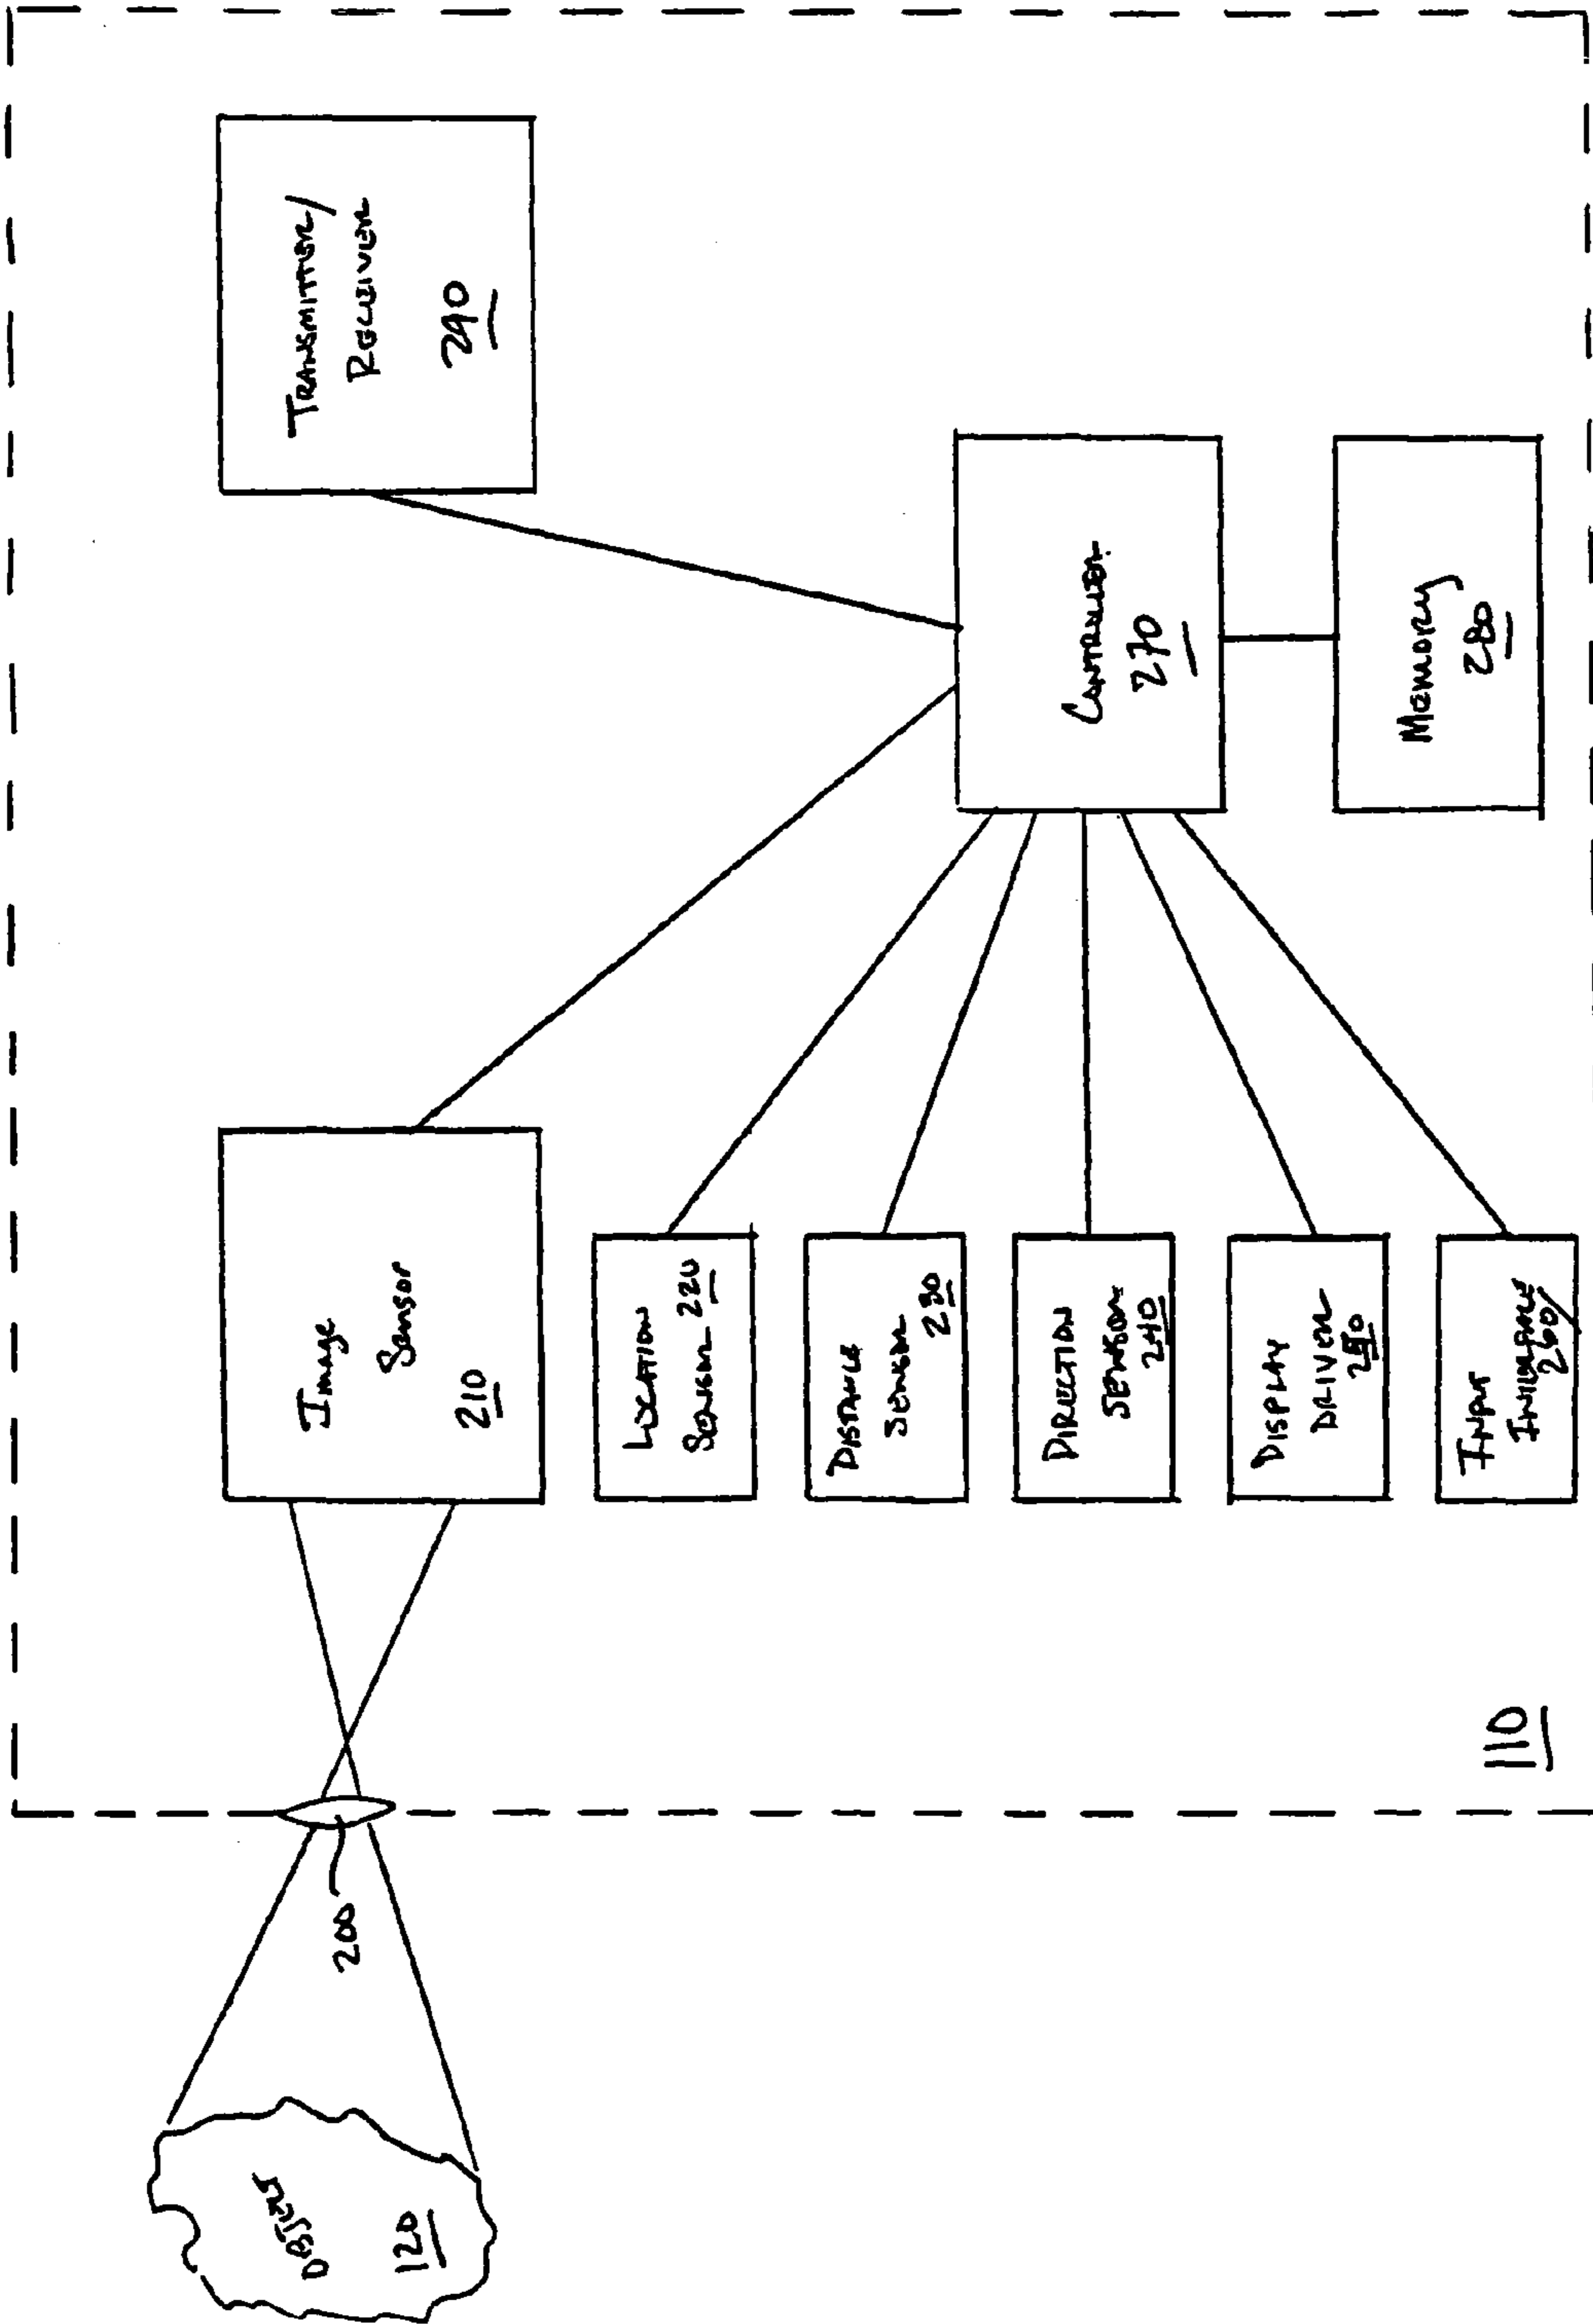 OBJECTS
120
200
Image
Sensor
210
TRANSMITTER/
RECEIVER
290
LOCATION
SENSOR 220
DISTANCE
SENSOR
230
CONTROLLER
270
DIRECTION
SENSOR
240
DISPLAY
DRIVER
250
MEMORY
280
INPUT
INTERFACE
260
110